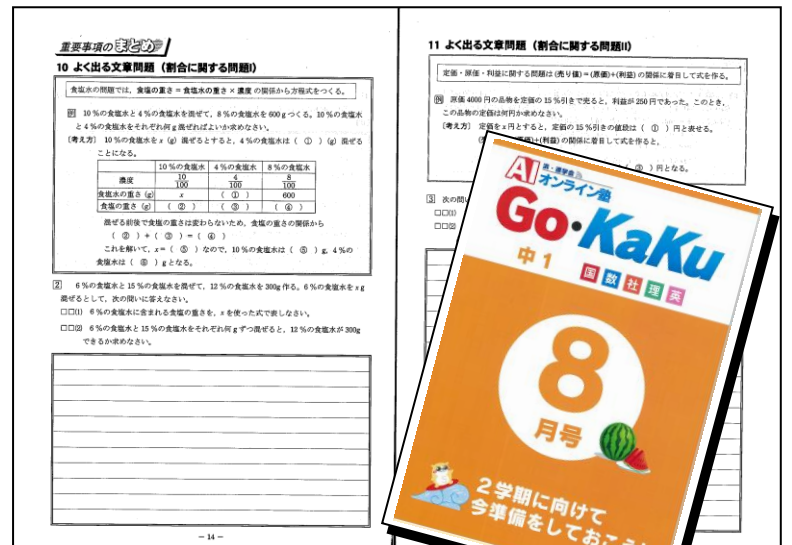 重要事項のまとめ
10 よく出る文章問題（割合に関する問題Ⅰ）
食塩水の問題では，食塩の重さ＝食塩水の重さ × 濃度 の関係から方程式をつくる。
例 10％の食塩水と4％の食塩水を混ぜて，8％の食塩水を600gつくる。10％の食塩水
と4％の食塩水をそれぞれ何g混ぜればよいか求めなさい。
〔考え方〕 10％の食塩水を x（g）混ぜるとすると，4％の食塩水は（ ① ）(g) 混ぜる
ことになる。
10％の食塩水 4％の食塩水 8％の食塩水
濃度 10/100 4/100 8/100
食塩水の重さ (g) x （ ① ） 600
食塩の重さ (g) （ ② ） （ ③ ） （ ④ ）
混ぜる前後で食塩の重さは変わらないため，食塩の重さの関係から
（ ② ）＋（ ③ ）＝（ ④ ）
これを解いて，x＝（ ⑤ ）なので，10％の食塩水は（ ⑤ ）g，4％の
食塩水は（ ⑥ ）gとなる。
2 6％の食塩水と15％の食塩水を混ぜて，12％の食塩水を300g作る。6％の食塩水を x g
混ぜるとして，次の問いに答えなさい。
□□(1) 6％の食塩水に含まれる食塩の重さを，x を使った式で表しなさい。
□□(2) 6％の食塩水と15％の食塩水をそれぞれ何gずつ混ぜると，12％の食塩水が300g
できるか求めなさい。
－ 14 －
11 よく出る文章問題（割合に関する問題Ⅱ）
定価・原価・利益に関する問題は（売り値）＝（原価）＋（利益）の関係に着目して式を作る。
例 原価4000円の品物を定価の15％引きで売ると，利益が250円であった。このとき，
この品物の定価は何円か求めなさい。
〔考え方〕 定価を x 円とすると，定価の15％引きの値段は（ ① ）円と表せる。
＋（利益）の関係に着目して式を作ると，
）円となる。
3 次の問い
□□(1)
□□(2)
AI オンライン塾
Go・KaKu
中1
国 数 社 理 英
8
月号
2学期に向けて
今準備をしておこう